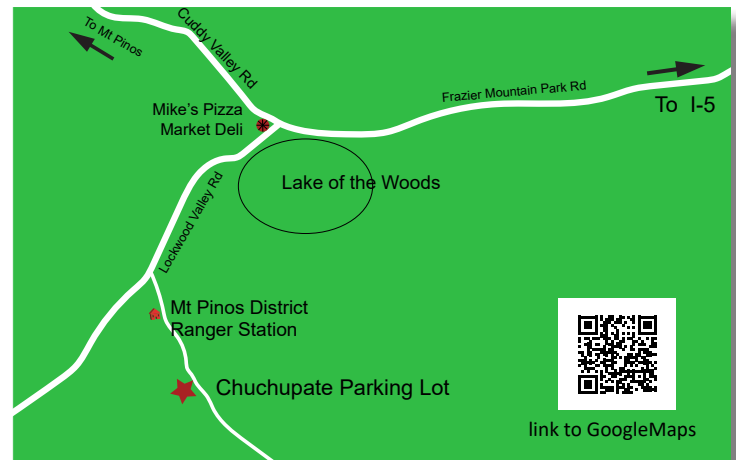 To Mt Pinos
Cuddy Valley Rd
Frazier Mountain Park Rd
To I-5
Mike’s Pizza
Market Deli
Lake of the Woods
Lockwood Valley Rd
Mt Pinos District
Ranger Station
Chuchupate Parking Lot
link to GoogleMaps